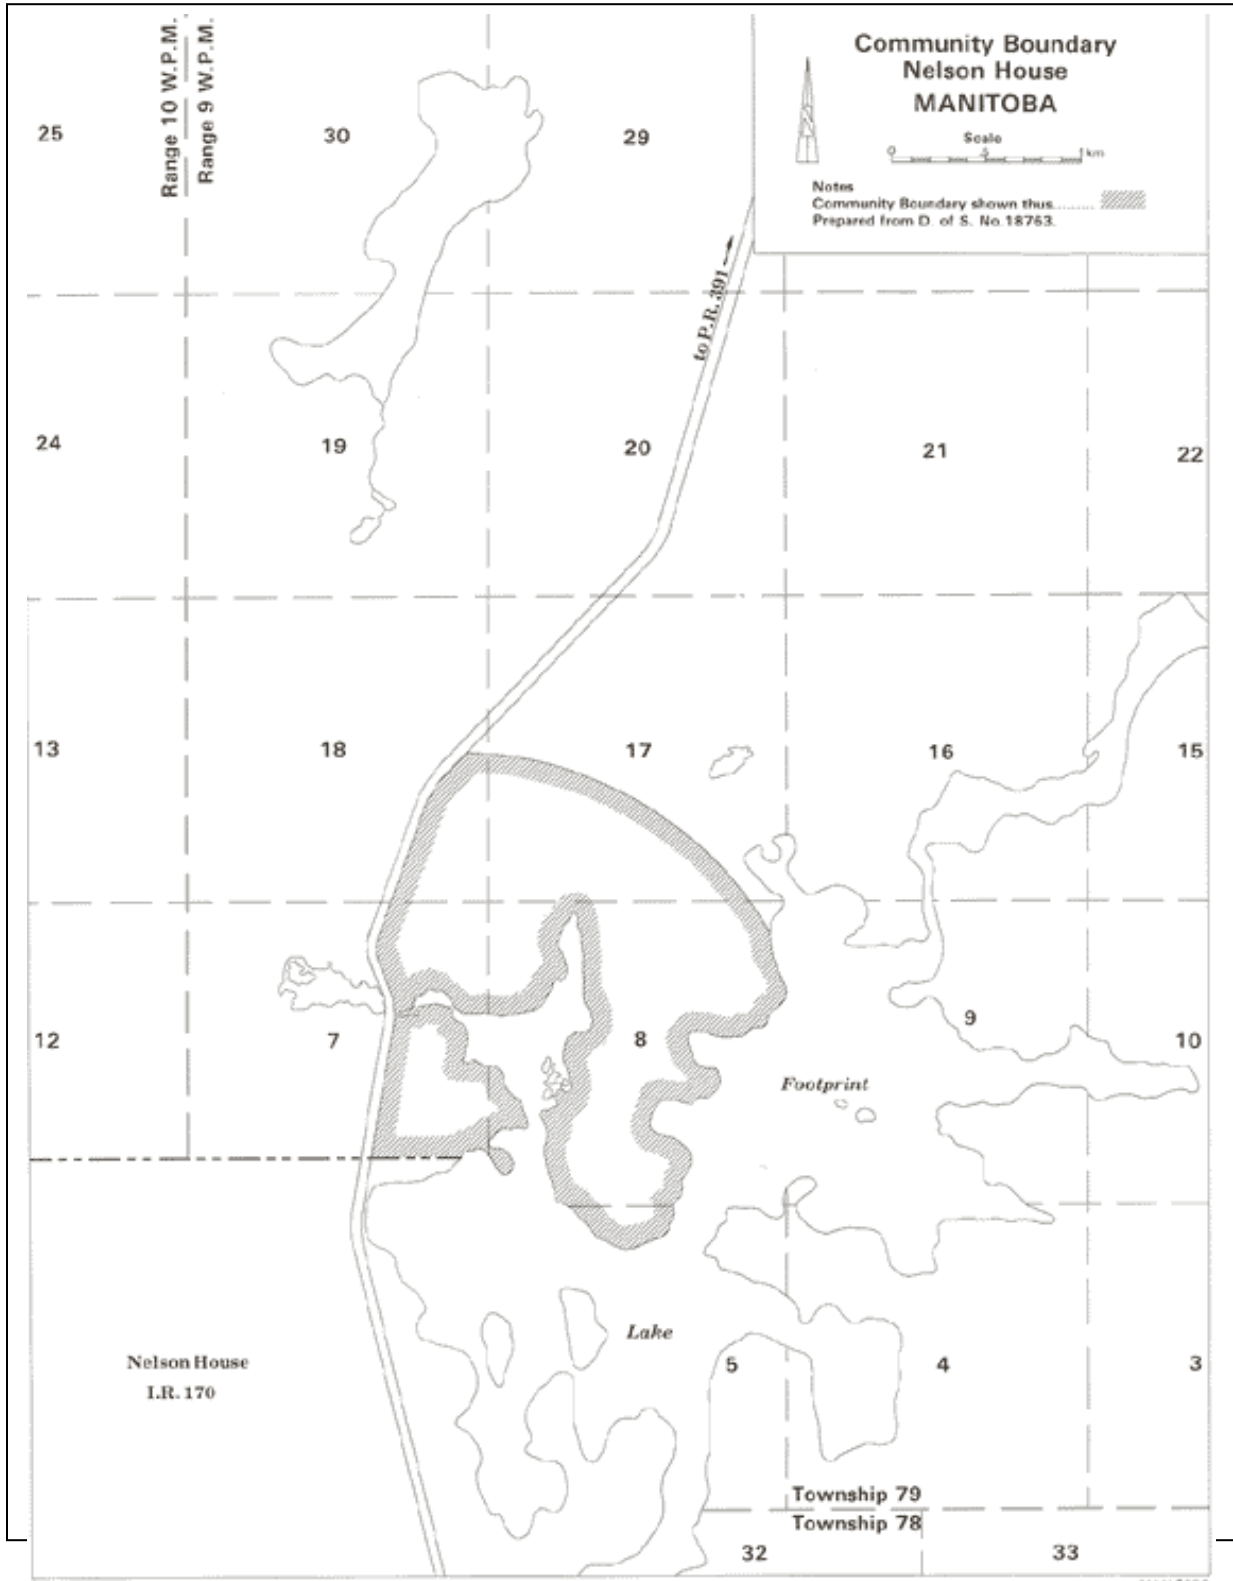 Range 10 W.P.M.
Range 9 W.P.M.
Community Boundary
Nelson House
MANITOBA
Scale
0 .5 1 km
Notes
Community Boundary shown thus..........
Prepared from D. of S. No.18763.
25
30
29
to P.R. 391
24
19
20
21
22
13
18
17
16
15
12
7
8
9
10
Footprint
Lake
Nelson House
I.R. 170
5
4
3
Township 79
Township 78
32
33